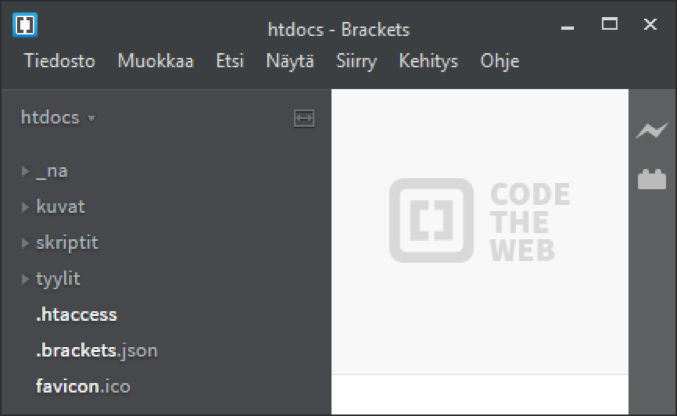 htdocs - Brackets
Tiedosto Muokkaa Etsi Näytä Siirry Kehitys Ohje
htdocs
_na
kuvat
skriptit
tyylit
.htaccess
.brackets.json
favicon.ico
CODE
THE
WEB